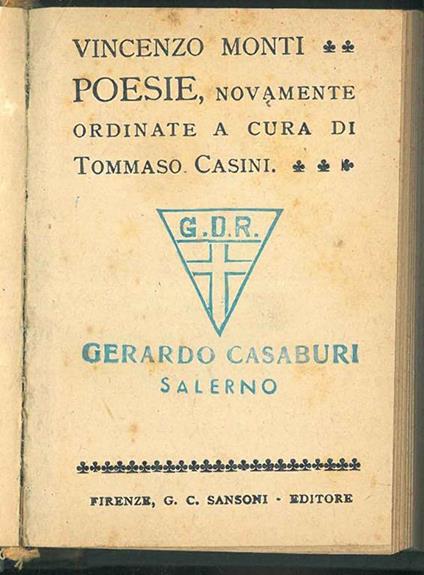 VINCENZO MONTI ♣ ♣
POESIE, NOVAMENTE
ORDINATE A CURA DI
TOMMASO CASINI. ♣ ♣ ♣
G.D.R.
GERARDO CASABURI
SALERNO
FIRENZE, G. C. SANSONI - EDITORE